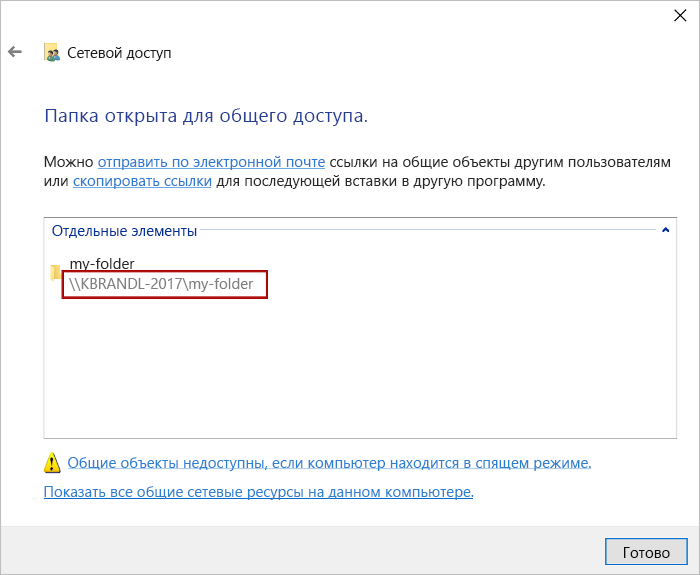 Сетевой доступ
Папка открыта для общего доступа.
Можно отправить по электронной почте ссылки на общие объекты другим пользователям
или скопировать ссылки для последующей вставки в другую программу.
Отдельные элементы
my-folder
\\KBRANDL-2017\my-folder
Общие объекты недоступны, если компьютер находится в спящем режиме.
Показать все общие сетевые ресурсы на данном компьютере.
Готово